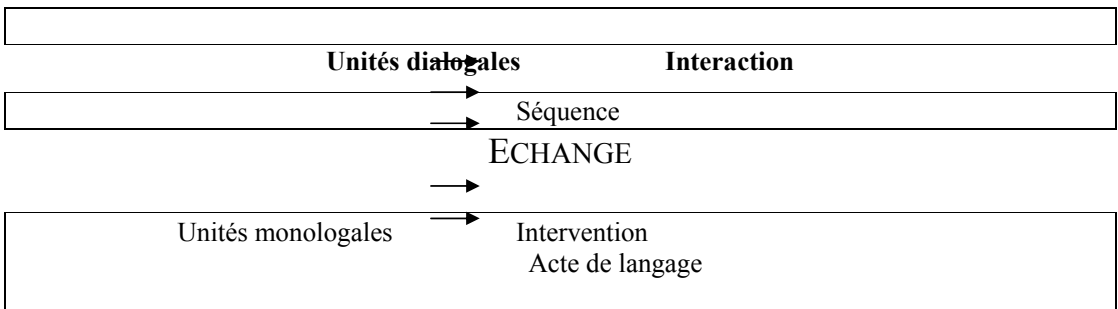 Unités dialogales Interaction
Séquence
ECHANGE
Unités monologales Intervention
Acte de langage